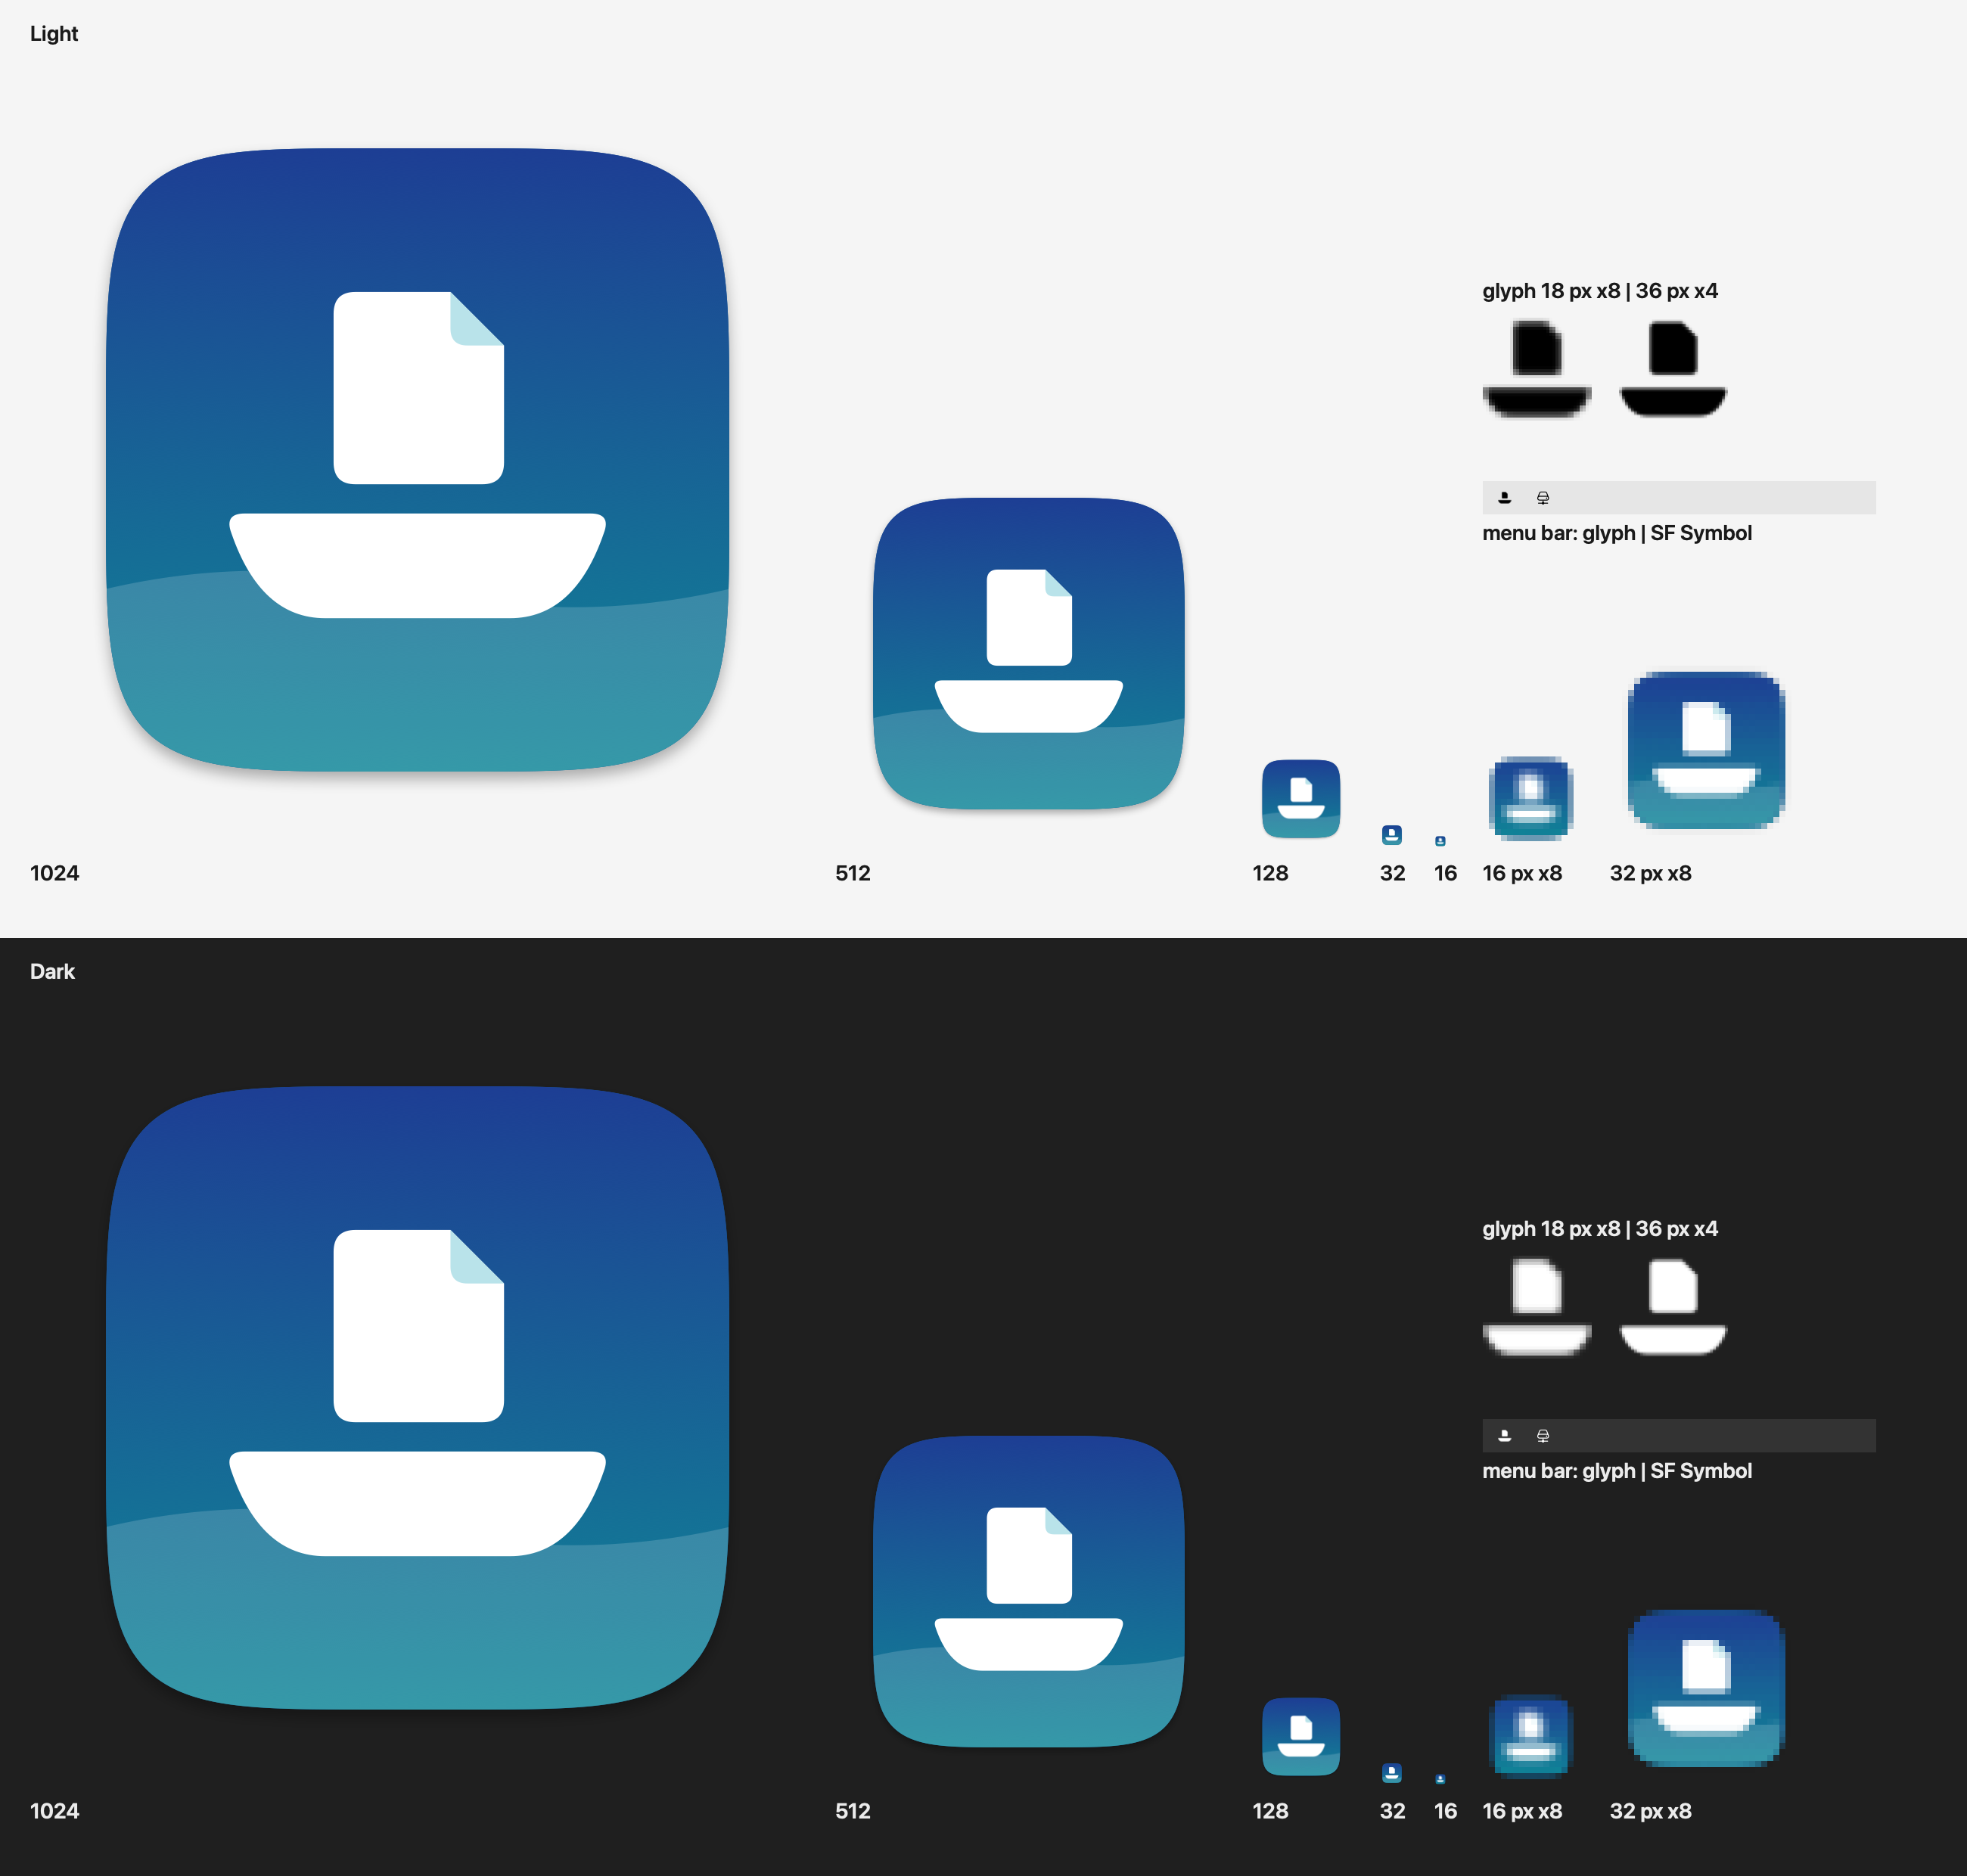 Light
glyph 18 px x8 | 36 px x4
menu bar: glyph | SF Symbol
1024
512
128
32
16
16 px x8
32 px x8
Dark
glyph 18 px x8 | 36 px x4
menu bar: glyph | SF Symbol
1024
512
128
32
16
16 px x8
32 px x8